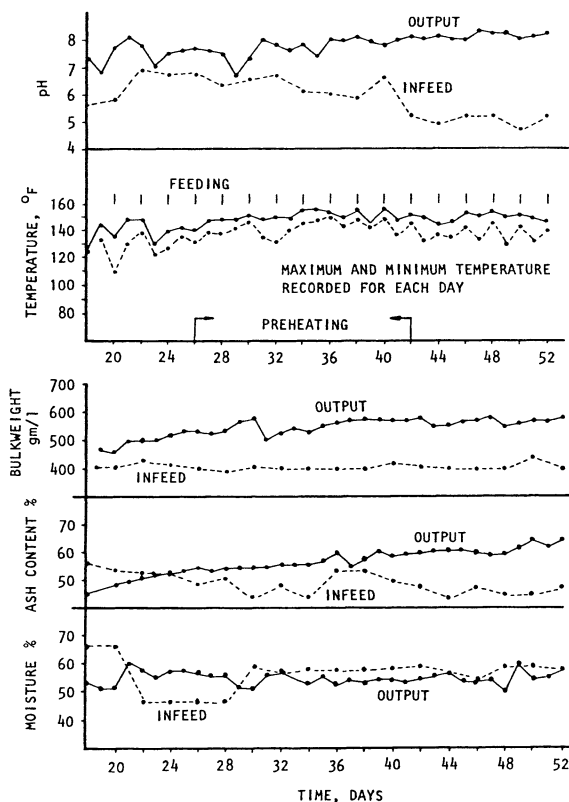 OUTPUT
8
7
pH
6
INFEED
5
4
FEEDING
TEMPERATURE, °F
160
150
140
120
MAXIMUM AND MINIMUM TEMPERATURE
RECORDED FOR EACH DAY
100
80
PREHEATING
20 24 28 32 36 40 44 48 52
BULKWEIGHT
gm/l
700
600
OUTPUT
500
400
INFEED
ASH CONTENT %
70
60
OUTPUT
50
INFEED
40
MOISTURE %
70
60
50
OUTPUT
INFEED
40
20 24 28 32 36 40 44 48 52
TIME, DAYS